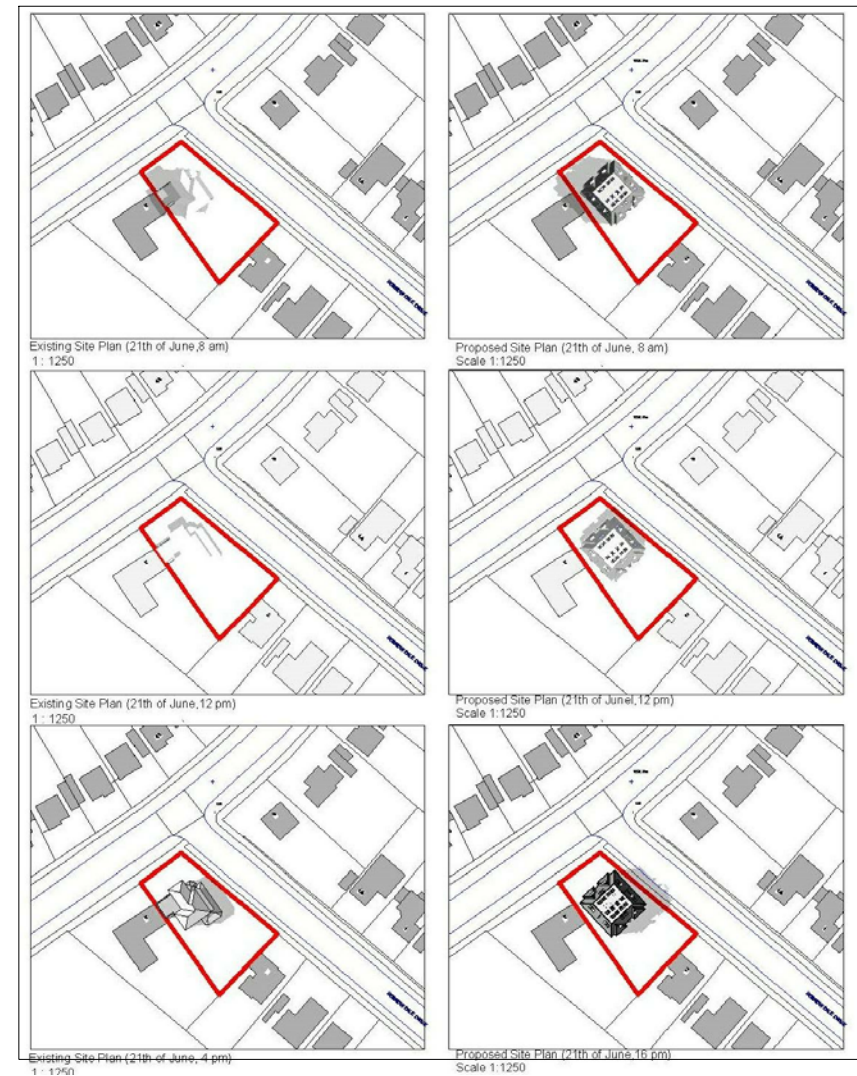 Existing Site Plan (21th of June,8 am)
1 : 1250
Proposed Site Plan (21th of June, 8 am)
Scale 1:1250
Existing Site Plan (21th of June,12 pm)
1 : 1250
Proposed Site Plan (21th of Junel,12 pm)
Scale 1:1250
Existing Site Plan (21th of June, 4 pm)
1 : 1250
Proposed Site Plan (21th of June,16 pm)
Scale 1:1250